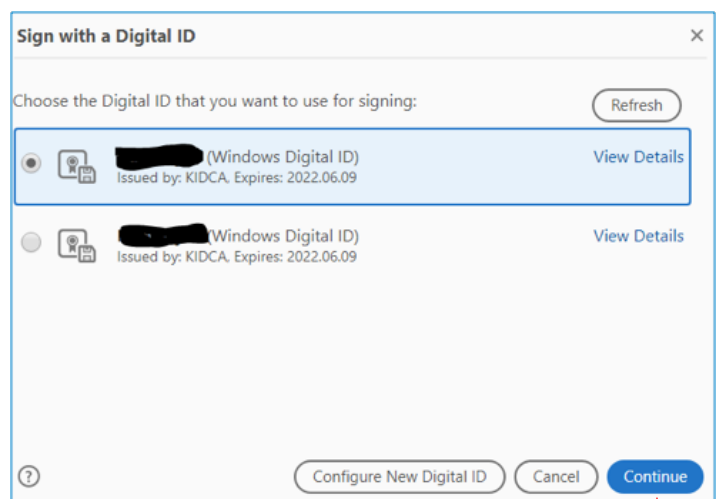 Sign with a Digital ID
Choose the Digital ID that you want to use for signing:
Refresh
(Windows Digital ID)
View Details
Issued by: KIDCA, Expires: 2022.06.09
(Windows Digital ID)
View Details
Issued by: KIDCA, Expires: 2022.06.09
Configure New Digital ID
Cancel
Continue